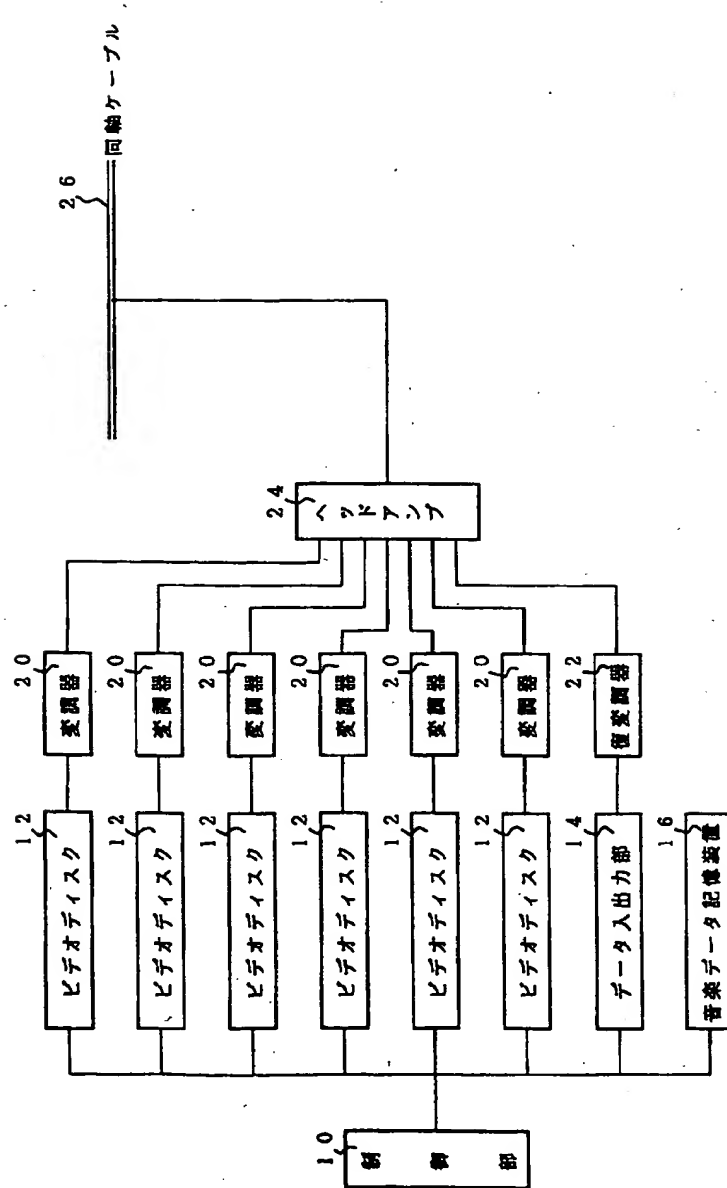 ２６
同軸ケーブル
２４
ヘッドアンプ
２０
変調器
２０
変調器
２０
変調器
２０
変調器
２０
変調器
２０
変調器
２２
復変調器
１２
ビデオディスク
１２
ビデオディスク
１２
ビデオディスク
１２
ビデオディスク
１２
ビデオディスク
１２
ビデオディスク
１４
データ入出力部
１６
音楽データ記憶装置
１０
制御部